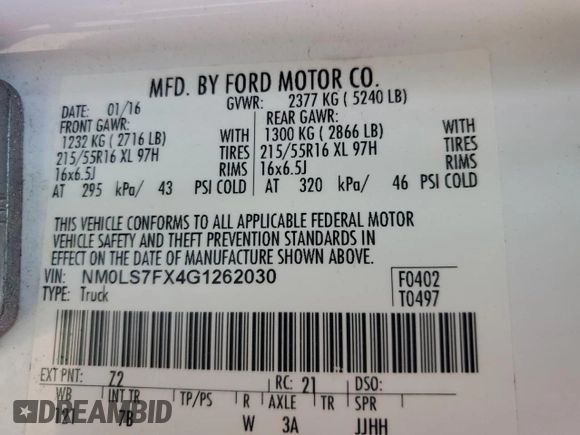 MFD. BY FORD MOTOR CO.
DATE: 01/16 GVWR: 2377 KG ( 5240 LB)
FRONT GAWR: REAR GAWR:
1232 KG ( 2716 LB) WITH 1300 KG ( 2866 LB) WITH
215/55R16 XL 97H TIRES 215/55R16 XL 97H TIRES
16x6.5J RIMS 16x6.5J RIMS
AT 295 kPa/ 43 PSI COLD AT 320 kPa/ 46 PSI COLD
THIS VEHICLE CONFORMS TO ALL APPLICABLE FEDERAL MOTOR
VEHICLE SAFETY AND THEFT PREVENTION STANDARDS IN
EFFECT ON THE DATE OF MANUFACTURE SHOWN ABOVE.
VIN: NM0LS7FX4G1262030 F0402
TYPE: Truck T0497
EXT PNT: Z2 RC: 21 DSO:
WB INT TR TP/PS R AXLE TR SPR
121 7B W 3A JJHH
DREAMBID